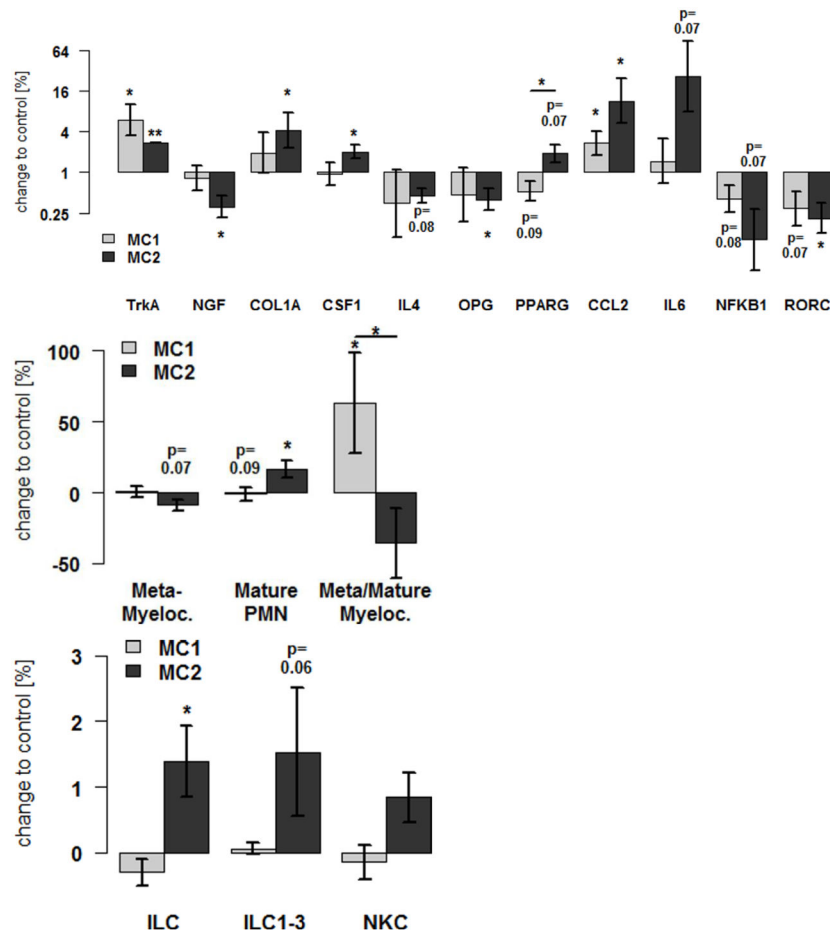 change to control [%]
64
16
4
1
0.25
*
**
*
*
*
p=
0.08
*
*
p=
0.07
p=
0.09
*
*
p=
0.07
p=
0.07
p=
0.08
p=
0.07
*
MC1
MC2
TrkA NGF COL1A CSF1 IL4 OPG PPARG CCL2 IL6 NFKB1 RORC
change to control [%]
100
50
0
-50
MC1
MC2
p=
0.07
p=
0.09
*
*
*
Meta-
Myeloc.
Mature
PMN
Meta/Mature
Myeloc.
change to control [%]
3
2
1
0
MC1
MC2
*
p=
0.06
ILC ILC1-3 NKC